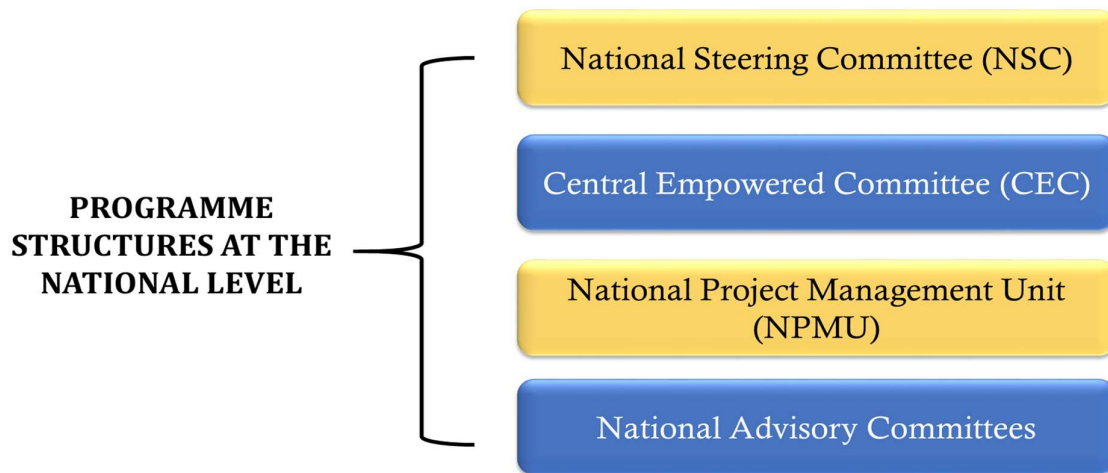 PROGRAMME
STRUCTURES AT THE
NATIONAL LEVEL
National Steering Committee (NSC)
Central Empowered Committee (CEC)
National Project Management Unit
(NPMU)
National Advisory Committees